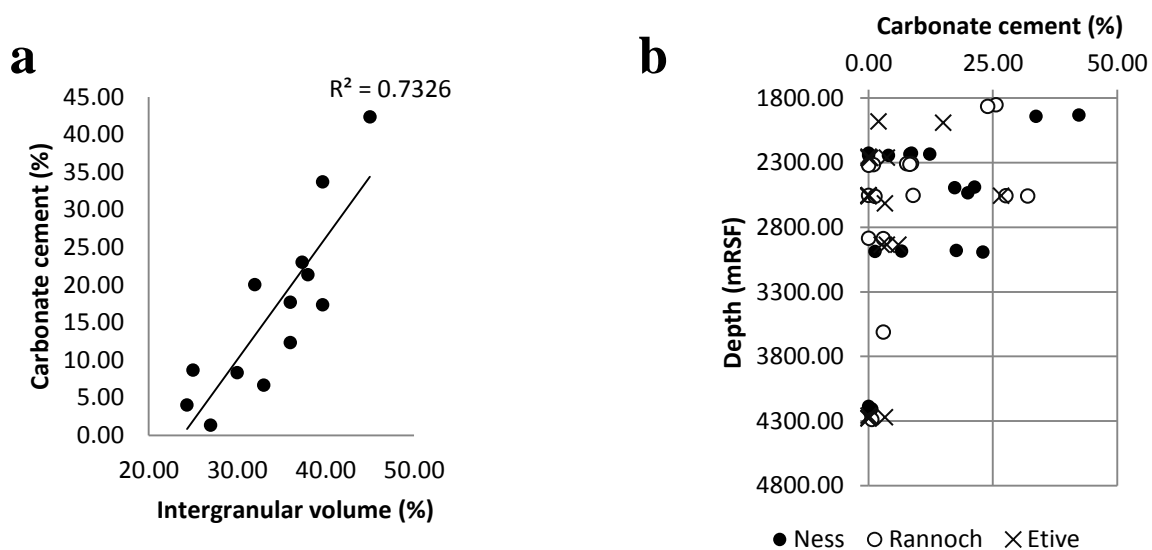 a
R² = 0.7326
Carbonate cement (%)
45.00
40.00
35.00
30.00
25.00
20.00
15.00
10.00
5.00
0.00
20.00 30.00 40.00 50.00
Intergranular volume (%)
b
Carbonate cement (%)
0.00 25.00 50.00
Depth (mRSF)
1800.00
2300.00
2800.00
3300.00
3800.00
4300.00
4800.00
Ness Rannoch Etive